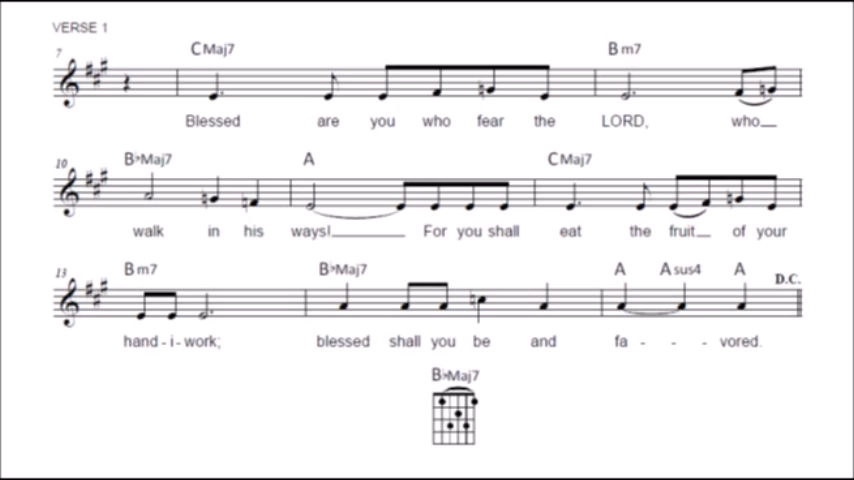 VERSE 1
7 CMaj7 Bm7
Blessed are you who fear the LORD, who
10 B♭Maj7 A CMaj7
walk in his ways! For you shall eat the fruit of your
13 Bm7 B♭Maj7 A Asus4 A D.C.
hand - i - work; blessed shall you be and fa - - - vored.
B♭Maj7